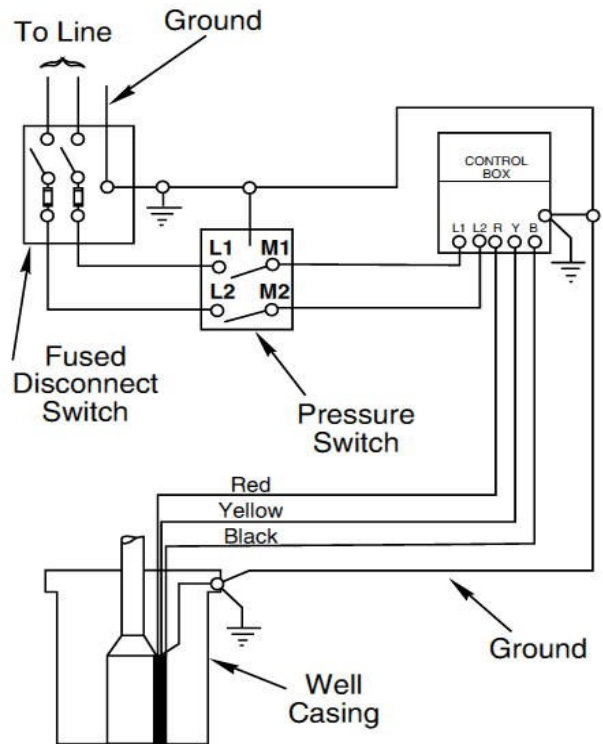 To Line
Ground
CONTROL
BOX
L1 L2 R Y B
L1 M1
L2 M2
Fused
Disconnect
Switch
Pressure
Switch
Red
Yellow
Black
Ground
Well
Casing